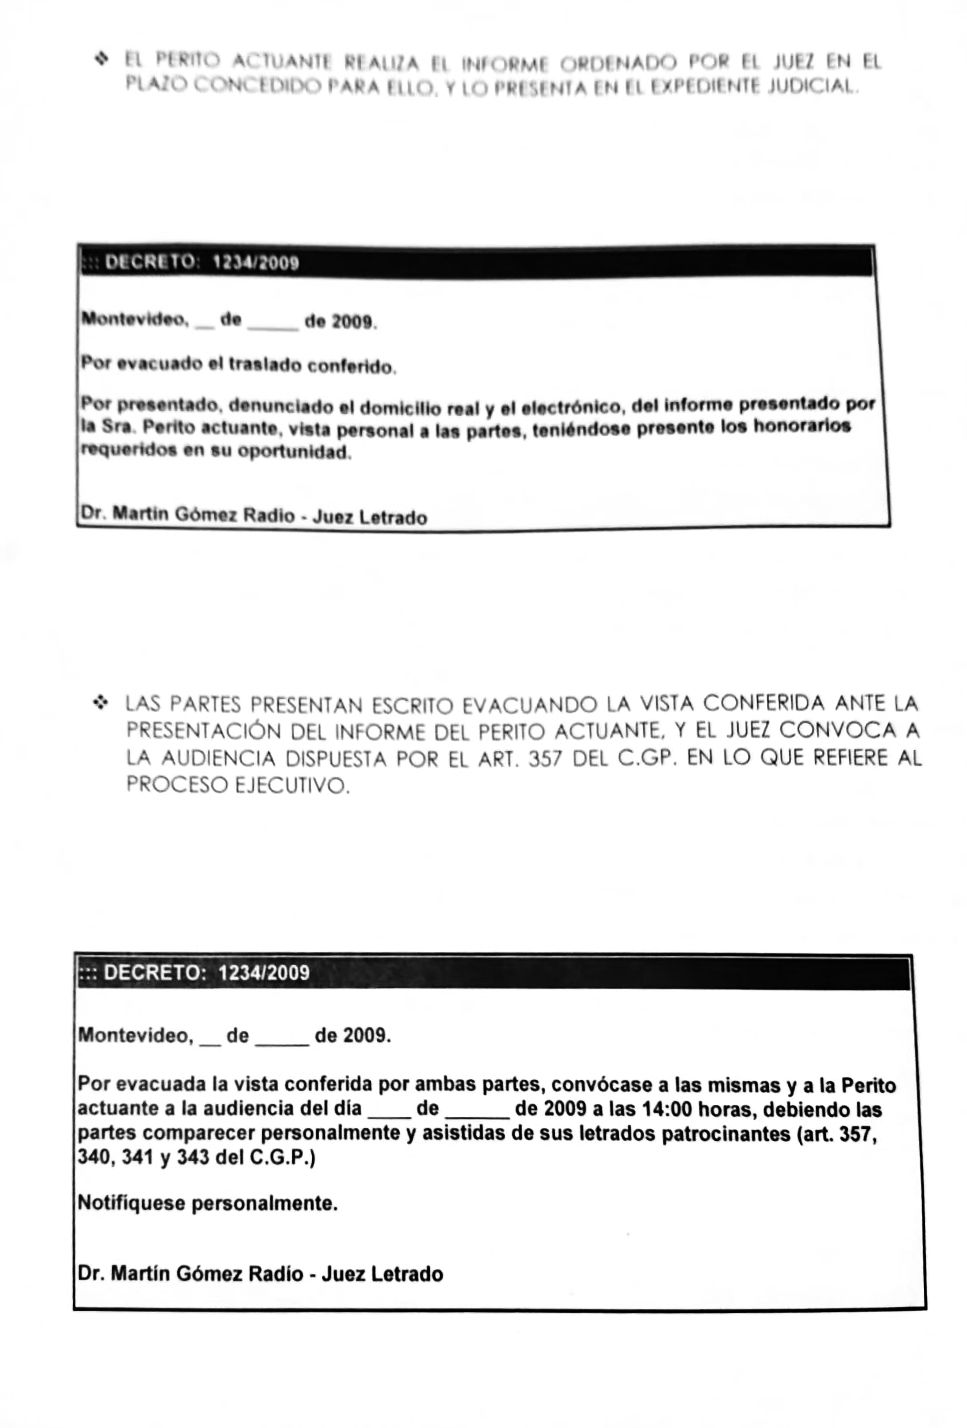 ❖ EL PERITO ACTUANTE REALIZA EL INFORME ORDENADO POR EL JUEZ EN EL
PLAZO CONCEDIDO PARA ELLO, Y LO PRESENTA EN EL EXPEDIENTE JUDICIAL.
::: DECRETO: 1234/2009
Montevideo, __ de _____ de 2009.
Por evacuado el traslado conferido.
Por presentado, denunciado el domicilio real y el electrónico, del informe presentado por
la Sra. Perito actuante, vista personal a las partes, teniéndose presente los honorarios
requeridos en su oportunidad.
Dr. Martín Gómez Radio - Juez Letrado
❖ LAS PARTES PRESENTAN ESCRITO EVACUANDO LA VISTA CONFERIDA ANTE LA
PRESENTACIÓN DEL INFORME DEL PERITO ACTUANTE, Y EL JUEZ CONVOCA A
LA AUDIENCIA DISPUESTA POR EL ART. 357 DEL C.GP. EN LO QUE REFIERE AL
PROCESO EJECUTIVO.
::: DECRETO: 1234/2009
Montevideo, __ de _____ de 2009.
Por evacuada la vista conferida por ambas partes, convócase a las mismas y a la Perito
actuante a la audiencia del día ____ de ______ de 2009 a las 14:00 horas, debiendo las
partes comparecer personalmente y asistidas de sus letrados patrocinantes (art. 357,
340, 341 y 343 del C.G.P.)
Notifiquese personalmente.
Dr. Martín Gómez Radío - Juez Letrado